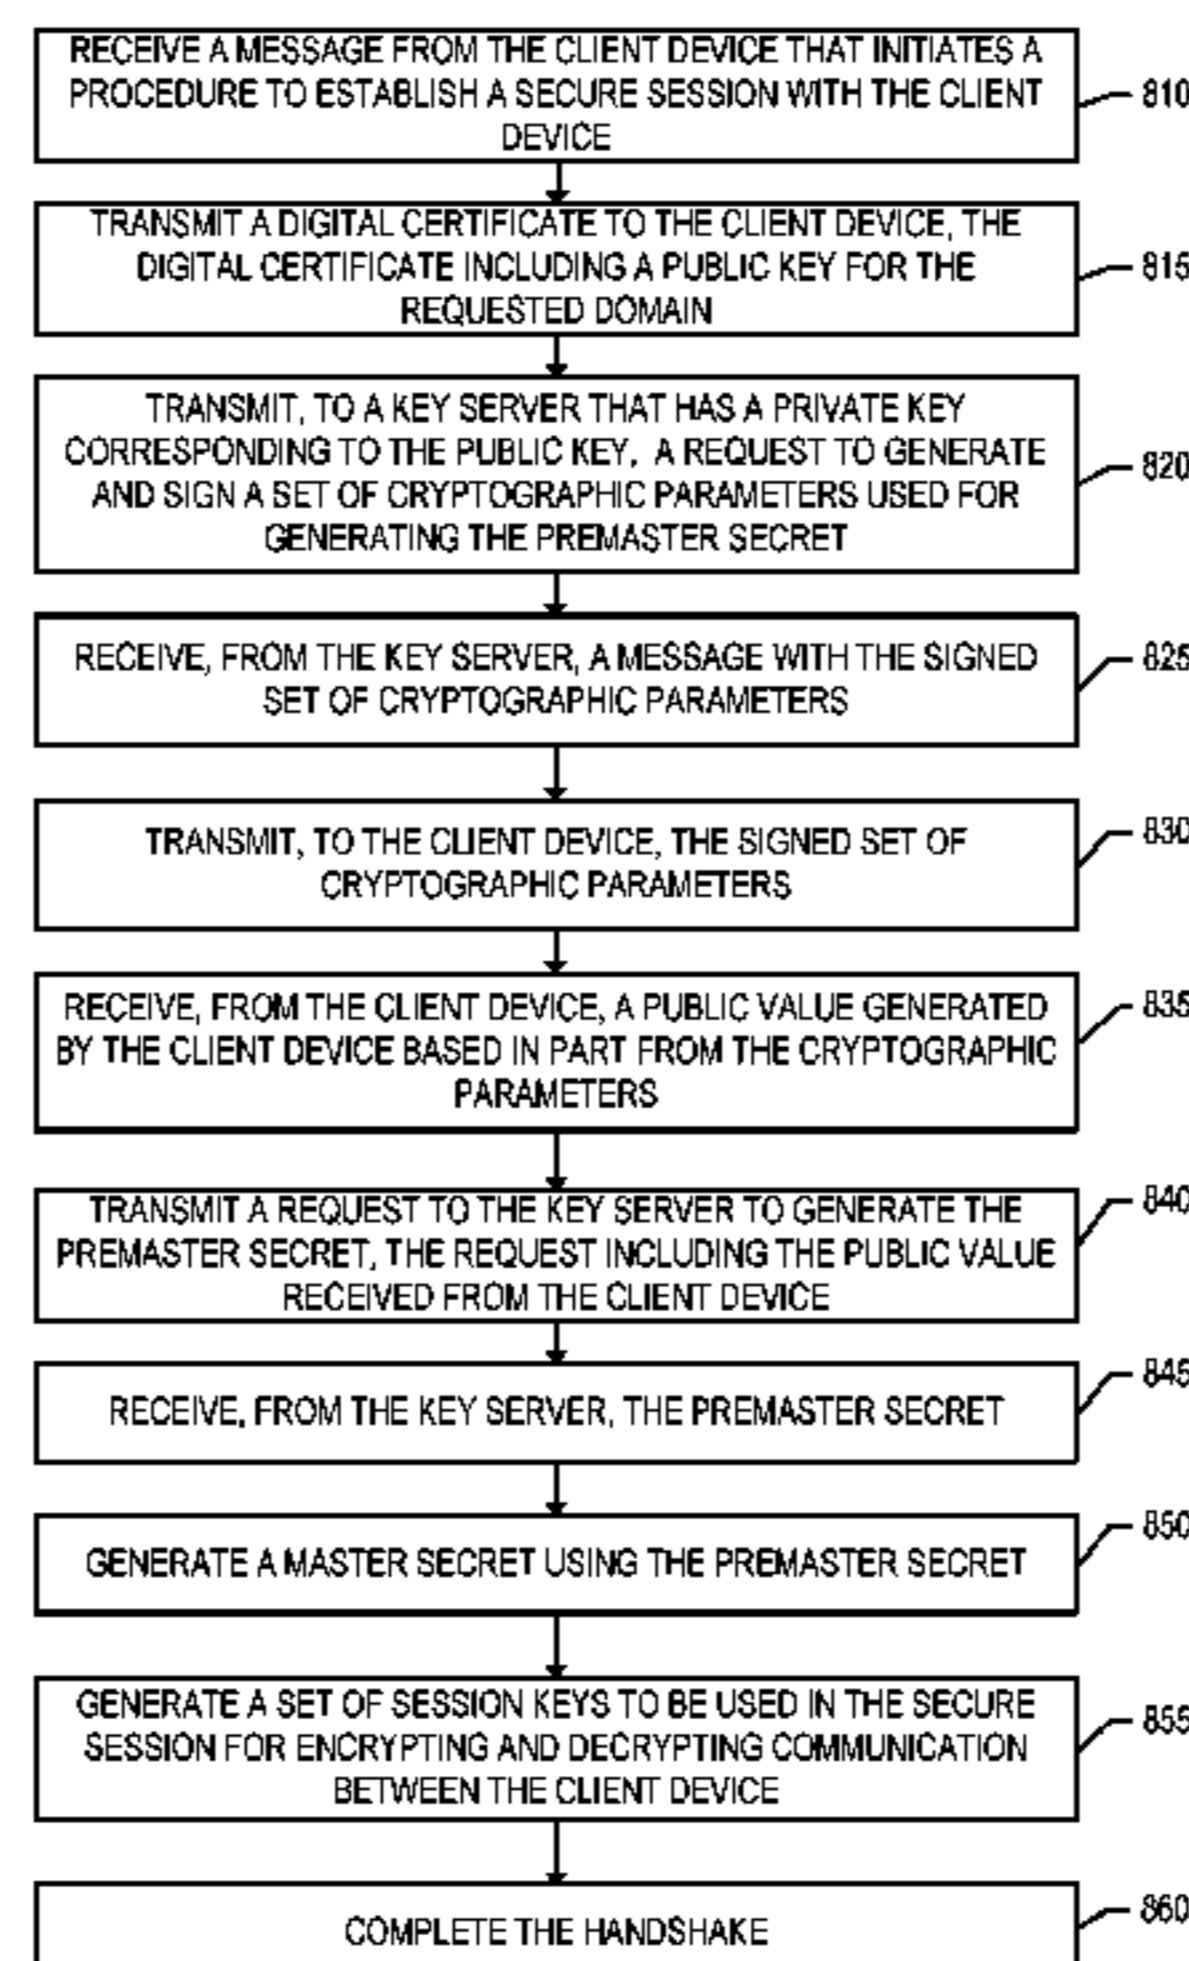 RECEIVE A MESSAGE FROM THE CLIENT DEVICE THAT INITIATES A
PROCEDURE TO ESTABLISH A SECURE SESSION WITH THE CLIENT
DEVICE
810
TRANSMIT A DIGITAL CERTIFICATE TO THE CLIENT DEVICE, THE
DIGITAL CERTIFICATE INCLUDING A PUBLIC KEY FOR THE
REQUESTED DOMAIN
815
TRANSMIT, TO A KEY SERVER THAT HAS A PRIVATE KEY
CORRESPONDING TO THE PUBLIC KEY, A REQUEST TO GENERATE
AND SIGN A SET OF CRYPTOGRAPHIC PARAMETERS USED FOR
GENERATING THE PREMASTER SECRET
820
RECEIVE, FROM THE KEY SERVER, A MESSAGE WITH THE SIGNED
SET OF CRYPTOGRAPHIC PARAMETERS
825
TRANSMIT, TO THE CLIENT DEVICE, THE SIGNED SET OF
CRYPTOGRAPHIC PARAMETERS
830
RECEIVE, FROM THE CLIENT DEVICE, A PUBLIC VALUE GENERATED
BY THE CLIENT DEVICE BASED IN PART FROM THE CRYPTOGRAPHIC
PARAMETERS
835
TRANSMIT A REQUEST TO THE KEY SERVER TO GENERATE THE
PREMASTER SECRET, THE REQUEST INCLUDING THE PUBLIC VALUE
RECEIVED FROM THE CLIENT DEVICE
840
RECEIVE, FROM THE KEY SERVER, THE PREMASTER SECRET
845
GENERATE A MASTER SECRET USING THE PREMASTER SECRET
850
GENERATE A SET OF SESSION KEYS TO BE USED IN THE SECURE
SESSION FOR ENCRYPTING AND DECRYPTING COMMUNICATION
BETWEEN THE CLIENT DEVICE
855
COMPLETE THE HANDSHAKE
860